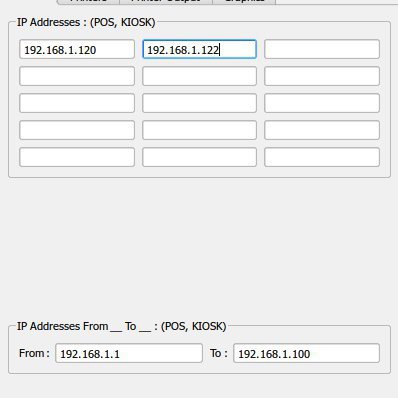 Printers Printer Output Graphics
IP Addresses : (POS, KIOSK)
192.168.1.120 192.168.1.122
IP Addresses From __ To __ : (POS, KIOSK)
From : 192.168.1.1 To : 192.168.1.100